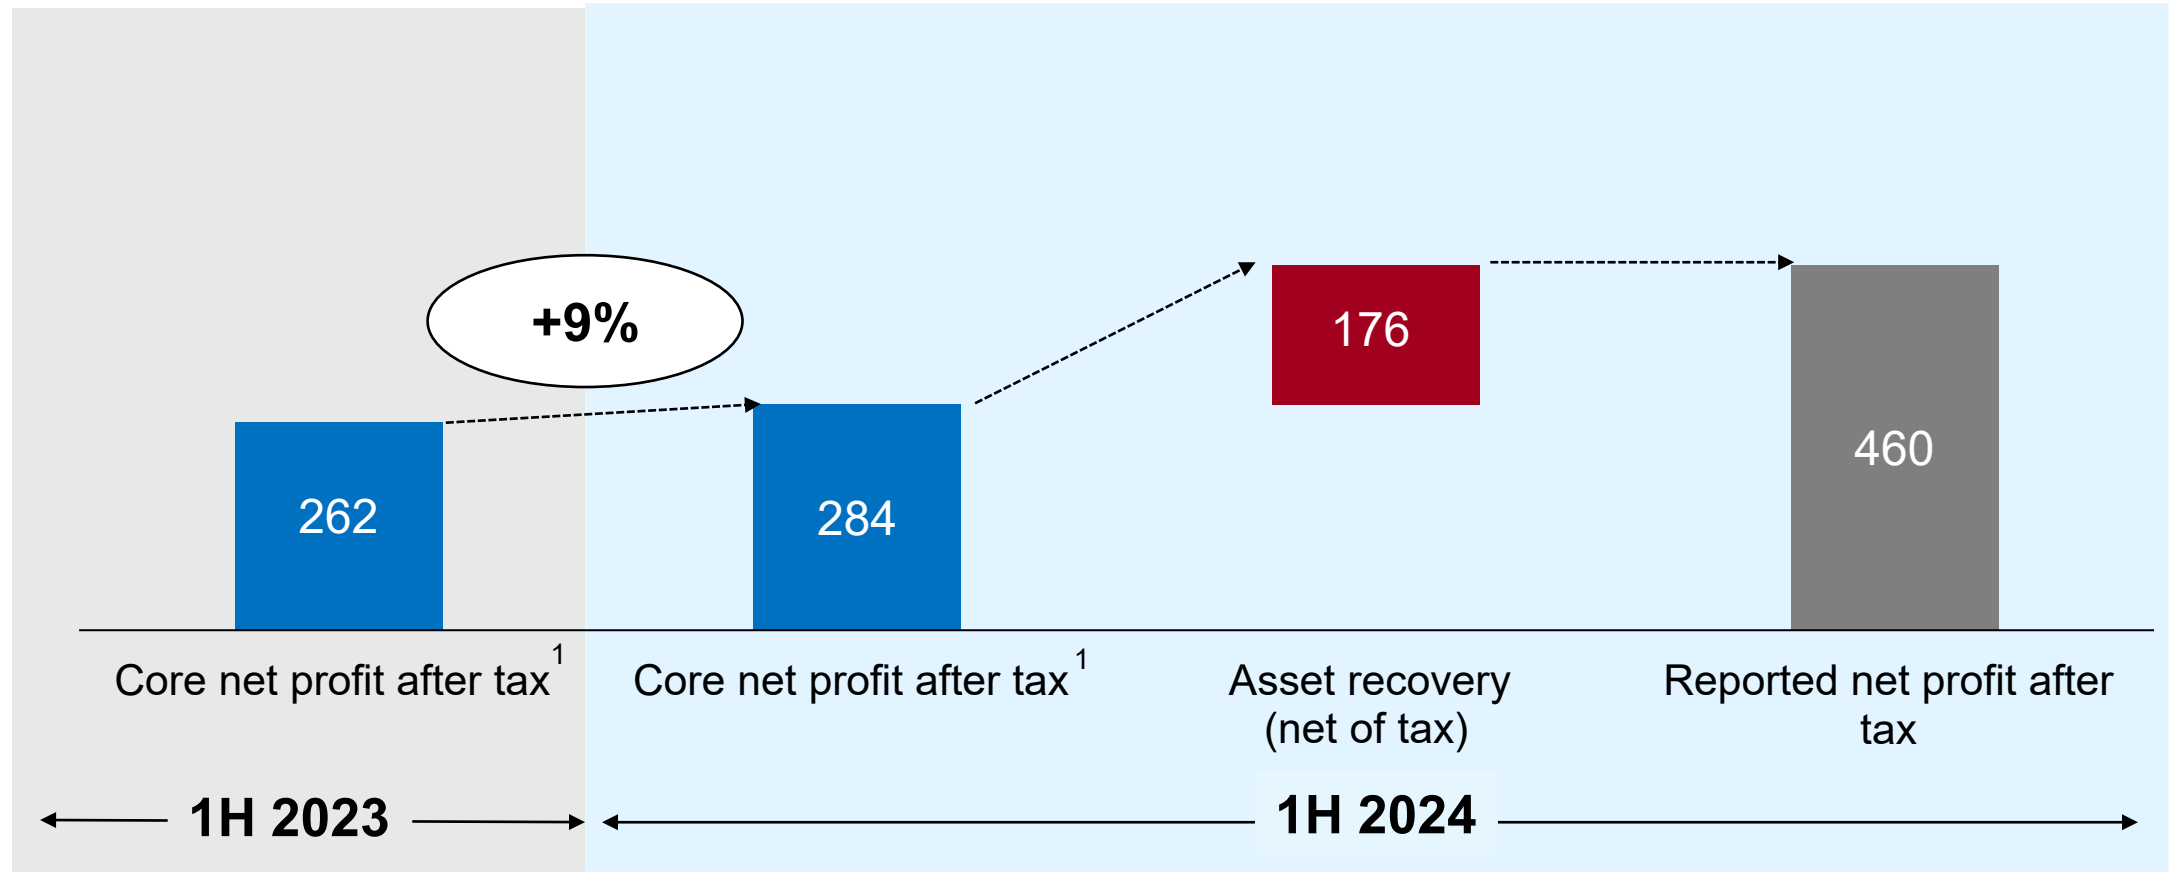 +9%
262
284
176
460
Core net profit after tax 1
Core net profit after tax 1
Asset recovery
(net of tax)
Reported net profit after
tax
1H 2023
1H 2024